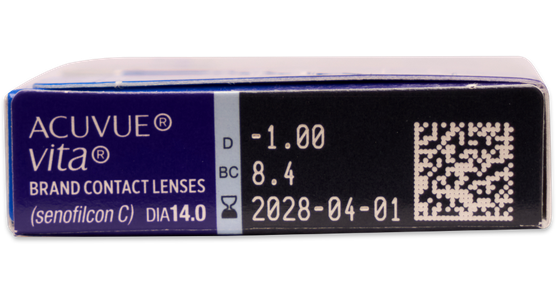 ACUVUE®
vita®
BRAND CONTACT LENSES
(senofilcon C) DIA14.0
D -1.00
BC 8.4
2028-04-01